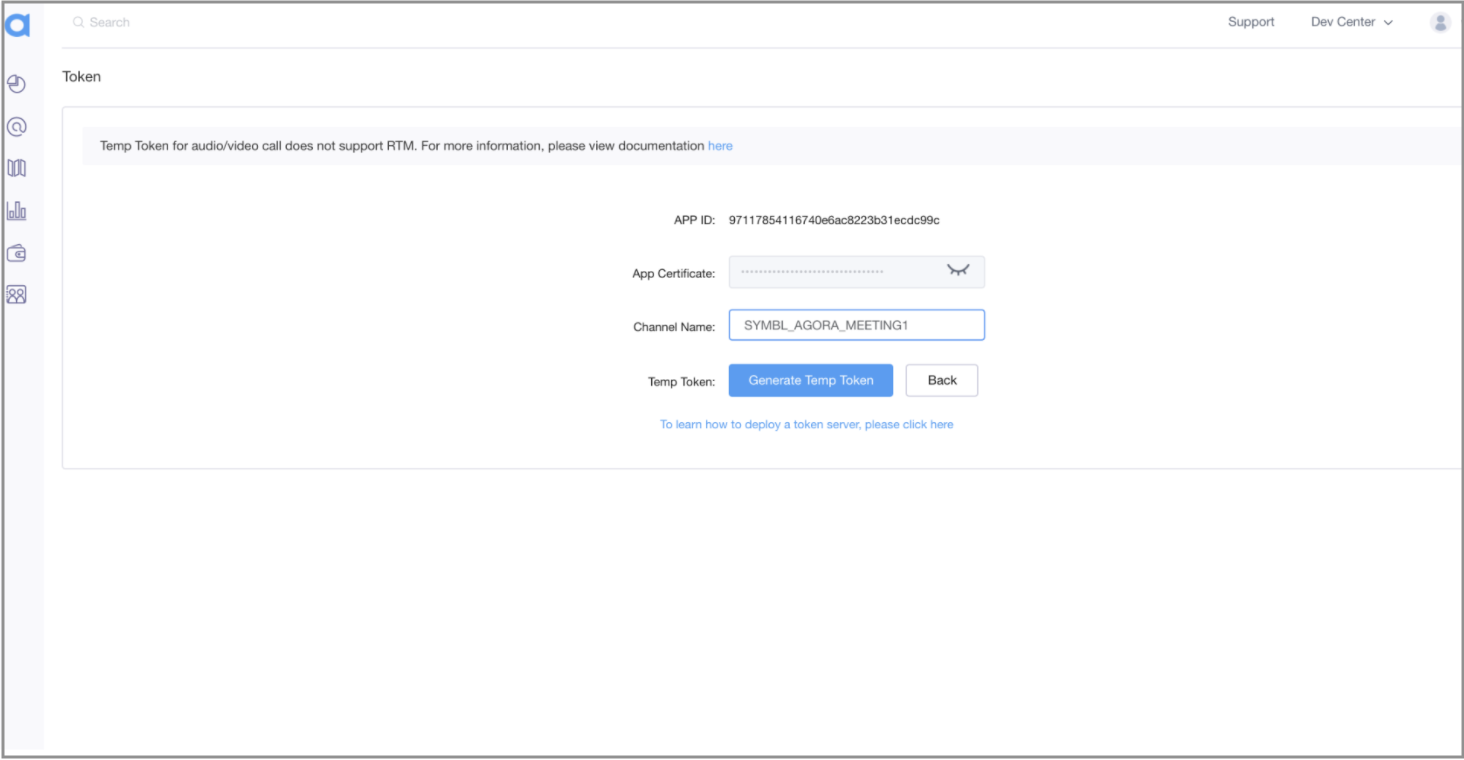 Search
Support
Dev Center
Token
Temp Token for audio/video call does not support RTM. For more information, please view documentation here
APP ID: 97117854116740e6ac8223b31ecdc99c
App Certificate: ••••••••••••••••••••••••••••••••
Channel Name: SYMBL_AGORA_MEETING1
Temp Token: Generate Temp Token Back
To learn how to deploy a token server, please click here